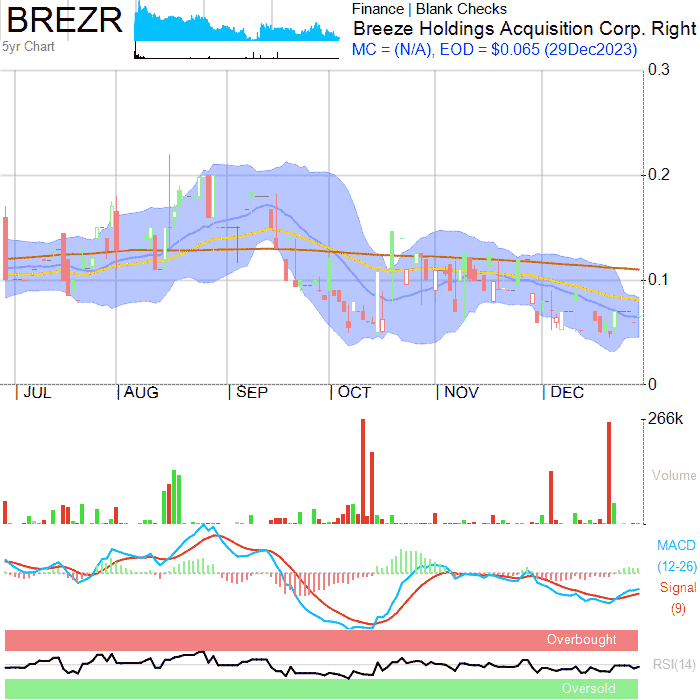 BREZR
5yr Chart
Finance | Blank Checks
Breeze Holdings Acquisition Corp. Right
MC = (N/A), EOD = $0.065 (29Dec2023)
0.3
0.2
0.1
0
JUL AUG SEP OCT NOV DEC
266k
Volume
MACD
(12-26)
Signal
(9)
Overbought
RSI(14)
Oversold